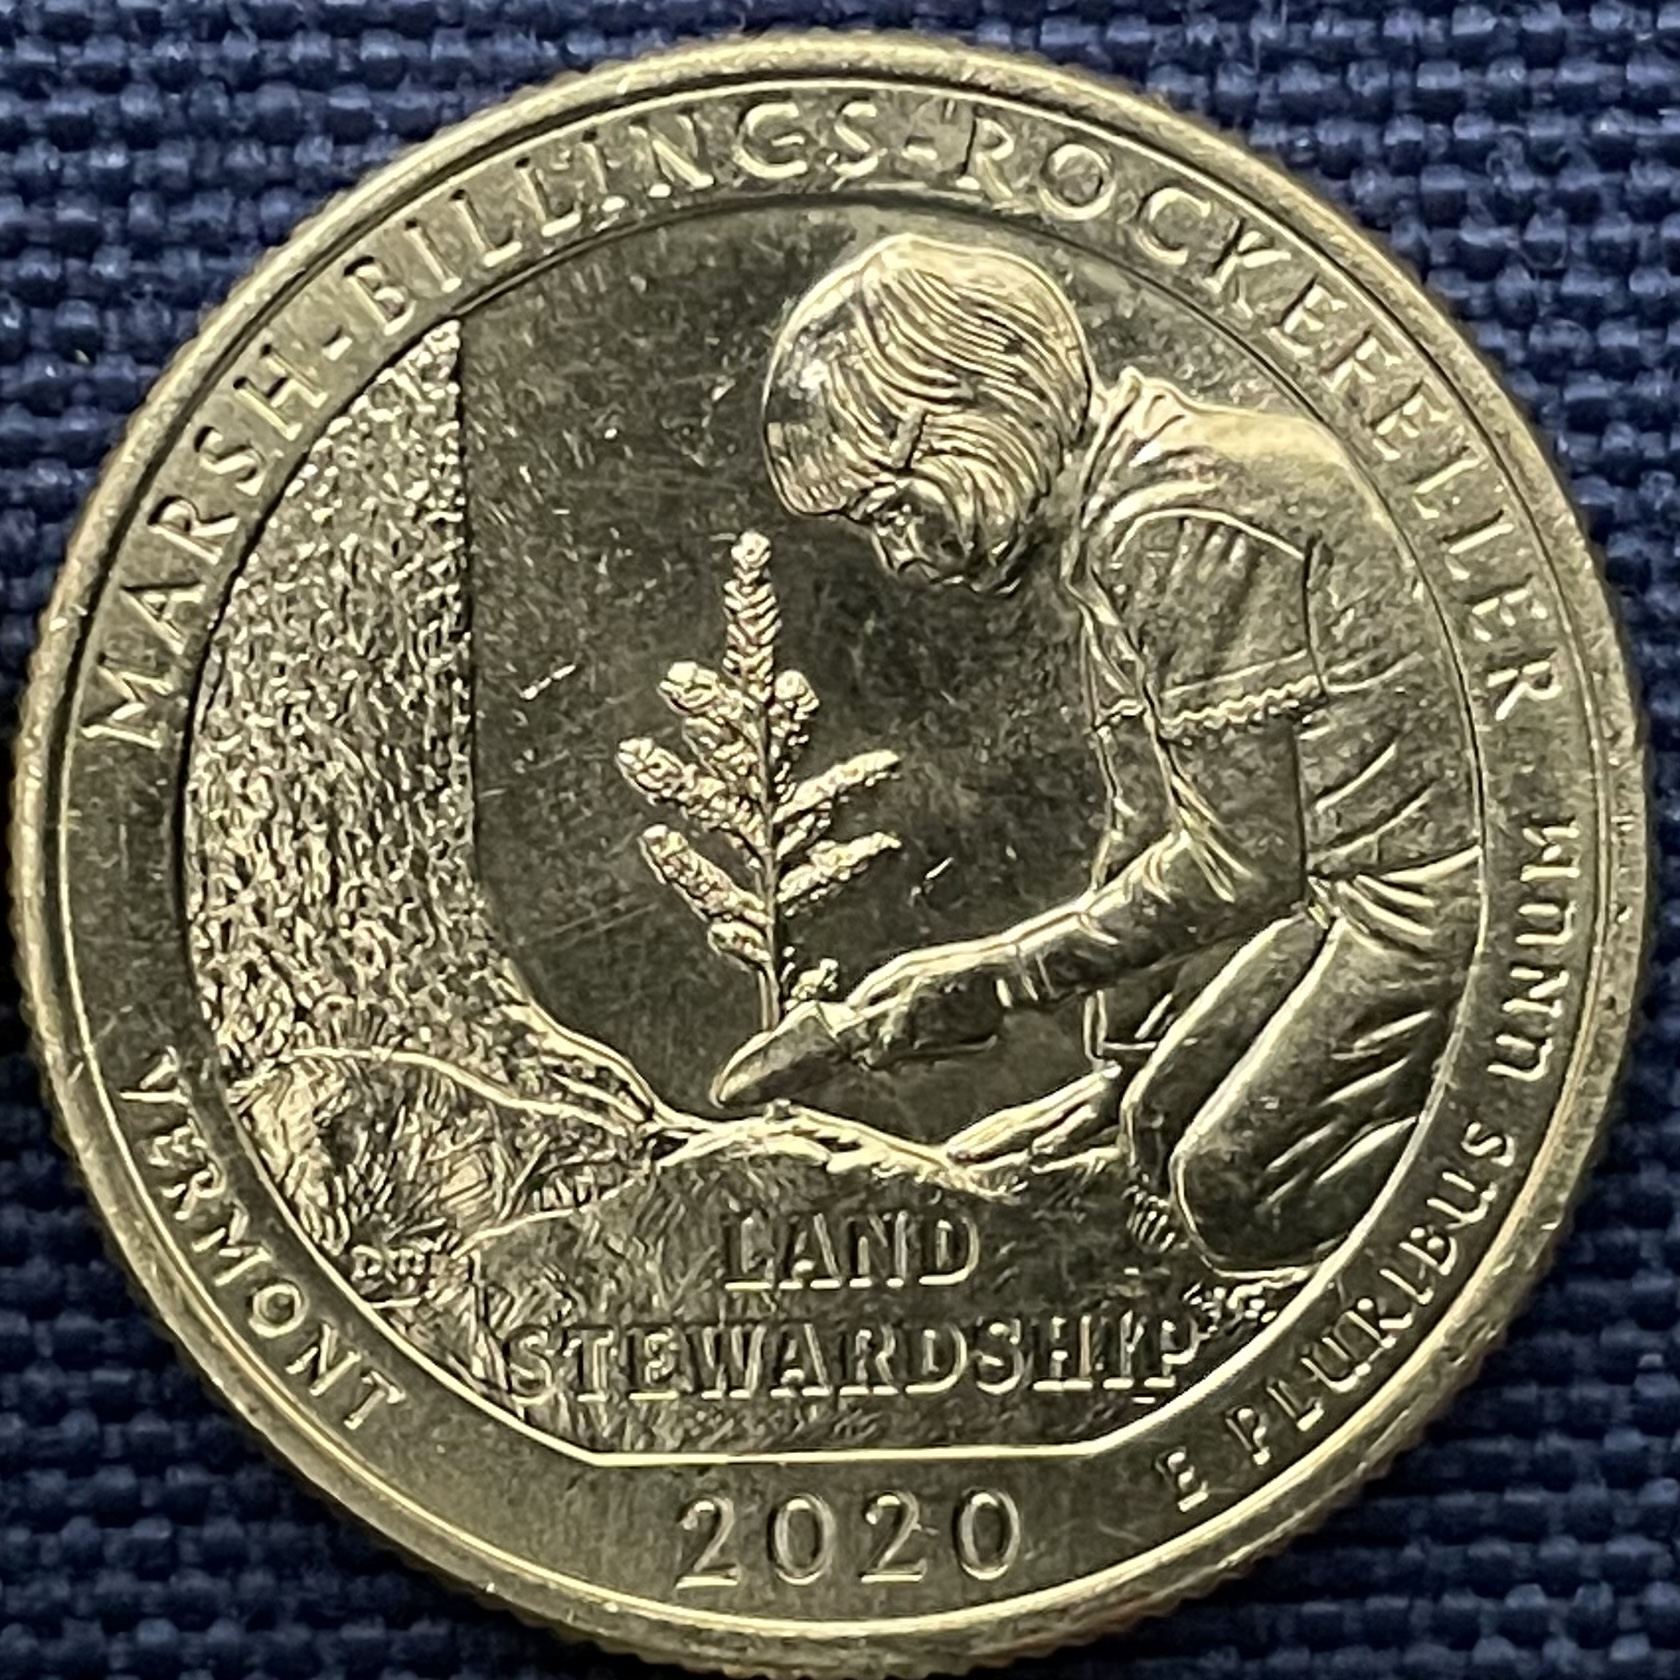 MARSH-BILLINGS-ROCKEFELLER
VERMONT
LAND
STEWARDSHIP
2020
E PLURIBUS UNUM